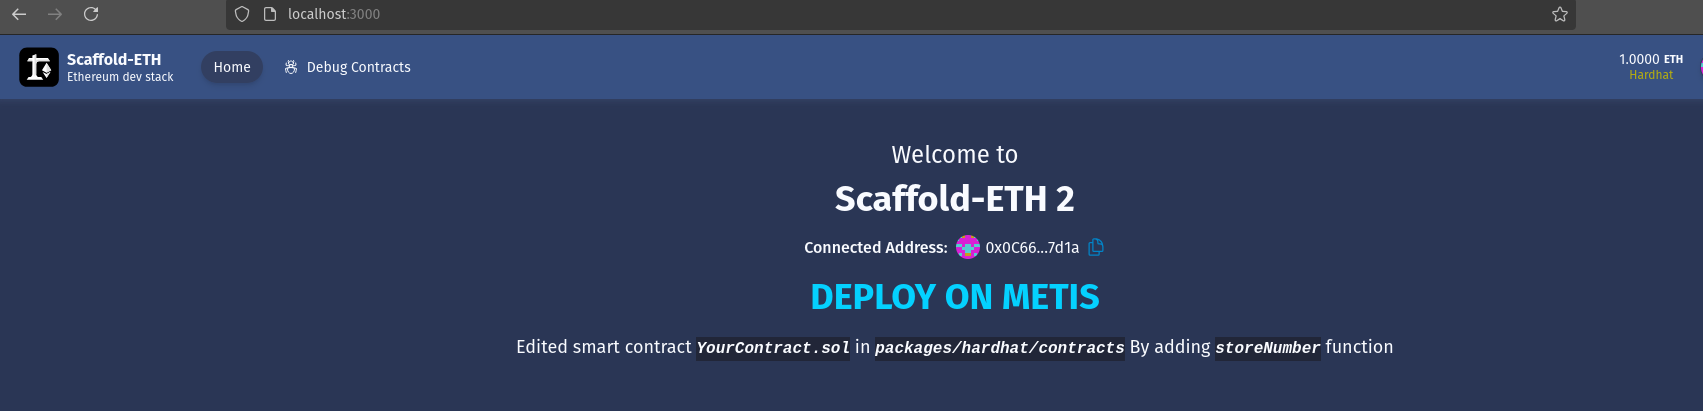 localhost:3000
Scaffold-ETH
Ethereum dev stack
Home
Debug Contracts
1.0000 ETH
Hardhat
Welcome to
Scaffold-ETH 2
Connected Address: 0x0C66...7d1a
DEPLOY ON METIS
Edited smart contract YourContract.sol in packages/hardhat/contracts By adding storeNumber function